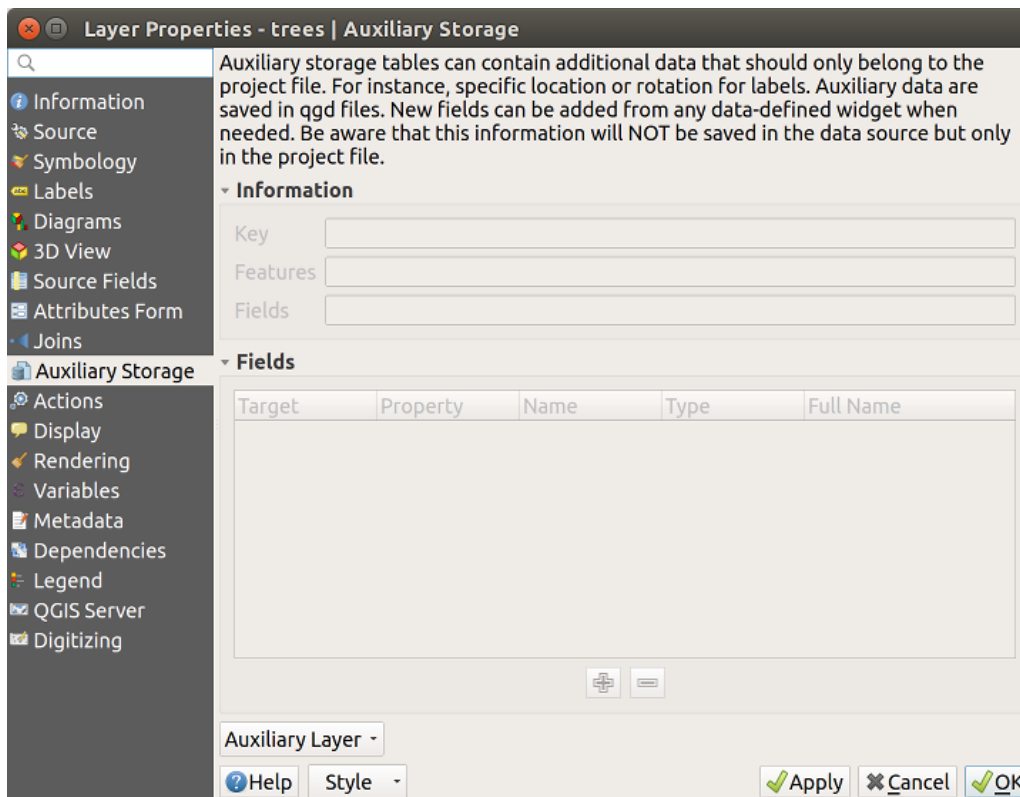 Layer Properties - trees | Auxiliary Storage
Information
Source
Symbology
Labels
Diagrams
3D View
Source Fields
Attributes Form
Joins
Auxiliary Storage
Actions
Display
Rendering
Variables
Metadata
Dependencies
Legend
QGIS Server
Digitizing
Auxiliary storage tables can contain additional data that should only belong to the
project file. For instance, specific location or rotation for labels. Auxiliary data are
saved in qgd files. New fields can be added from any data-defined widget when
needed. Be aware that this information will NOT be saved in the data source but only
in the project file.
Information
Key
Features
Fields
Fields
Target Property Name Type Full Name
Auxiliary Layer
Help Style Apply Cancel OK